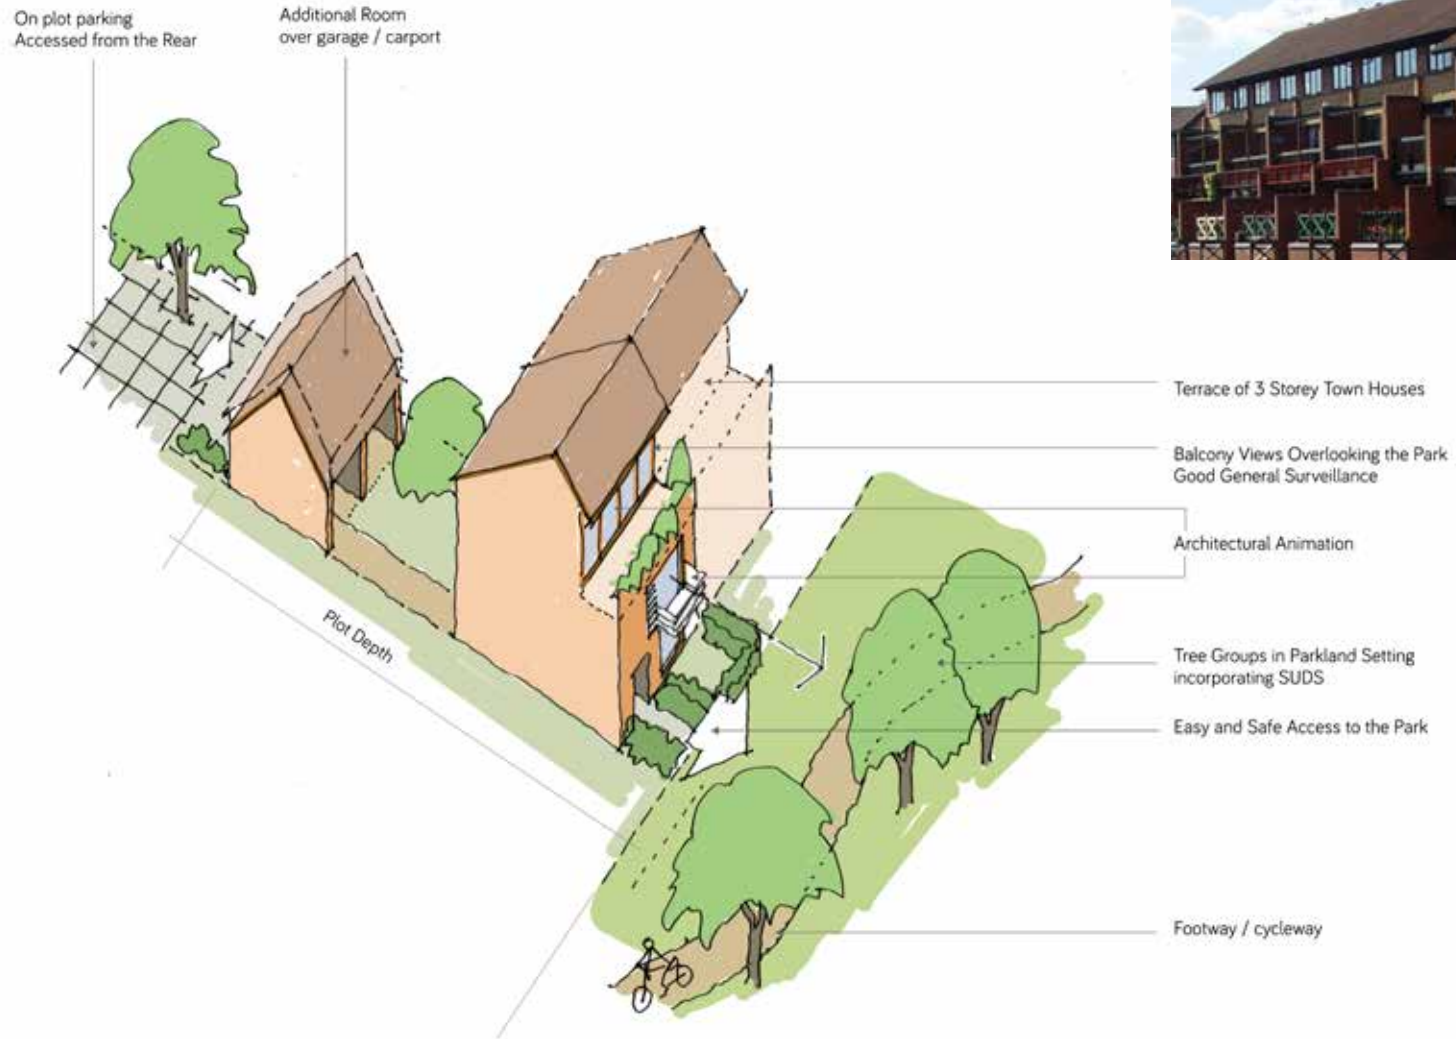 On plot parking
Accessed from the Rear
Additional Room
over garage / carport
Terrace of 3 Storey Town Houses
Balcony Views Overlooking the Park
Good General Surveillance
Architectural Animation
Plot Depth
Tree Groups in Parkland Setting
incorporating SUDS
Easy and Safe Access to the Park
Footway / cycleway